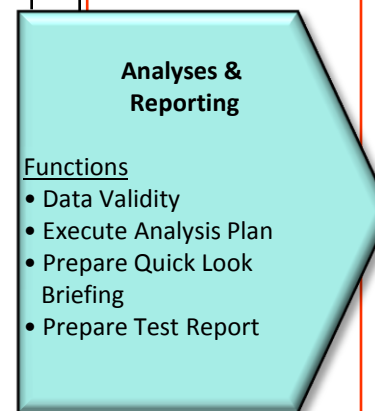 Analyses &
Reporting
Functions
• Data Validity
• Execute Analysis Plan
• Prepare Quick Look
Briefing
• Prepare Test Report